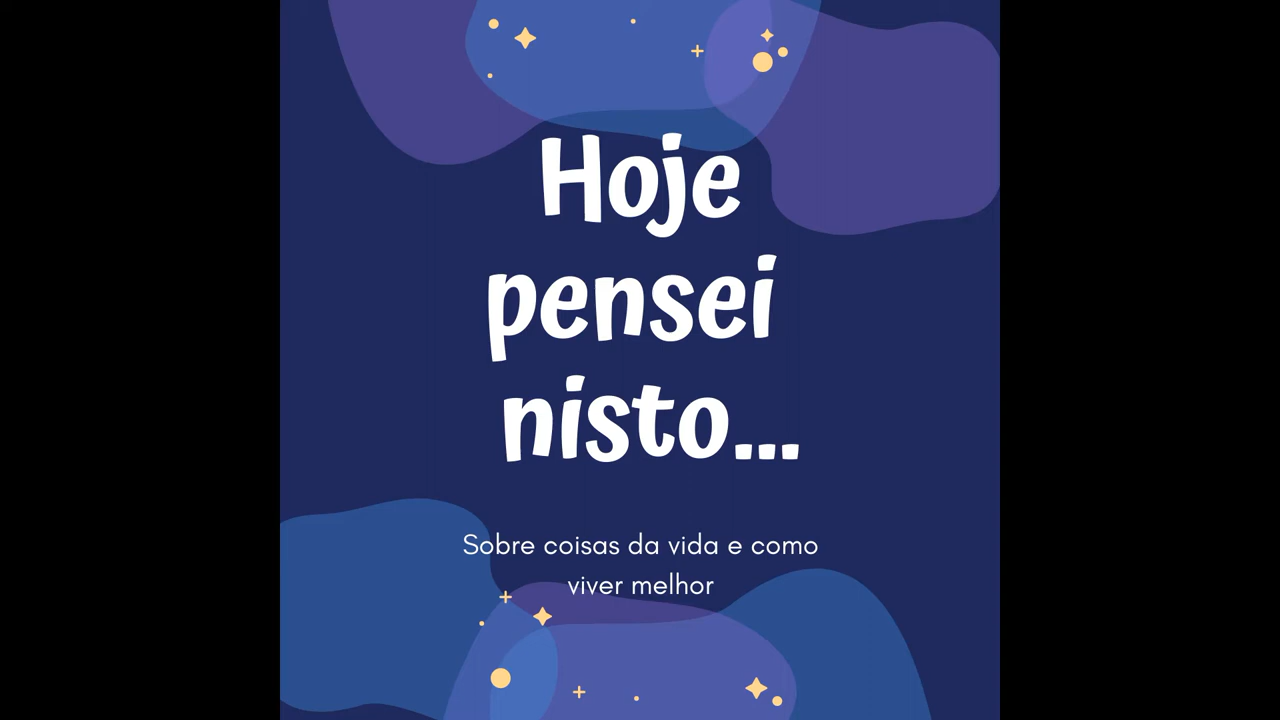 Hoje
pensei
nisto...
Sobre coisas da vida e como
viver melhor